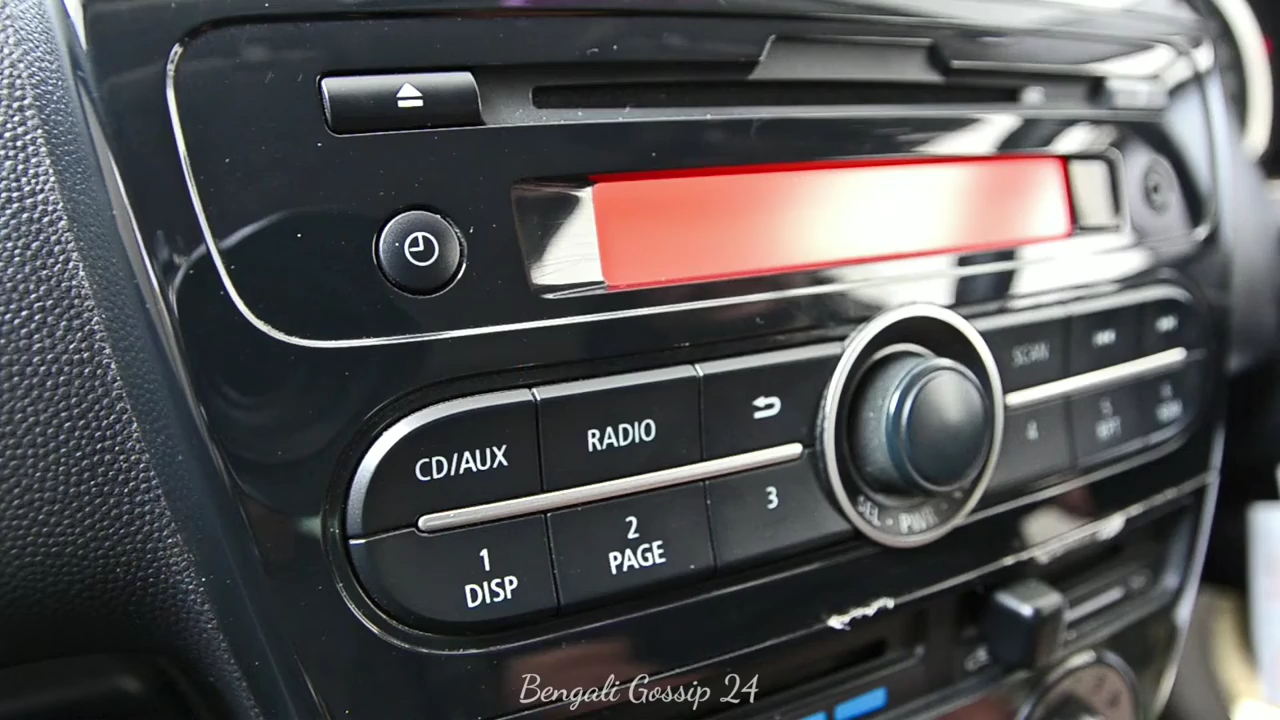 CD/AUX
RADIO
SCAN
1
DISP
2
PAGE
3
4
SEL • PWR
Bengali Gossip 24